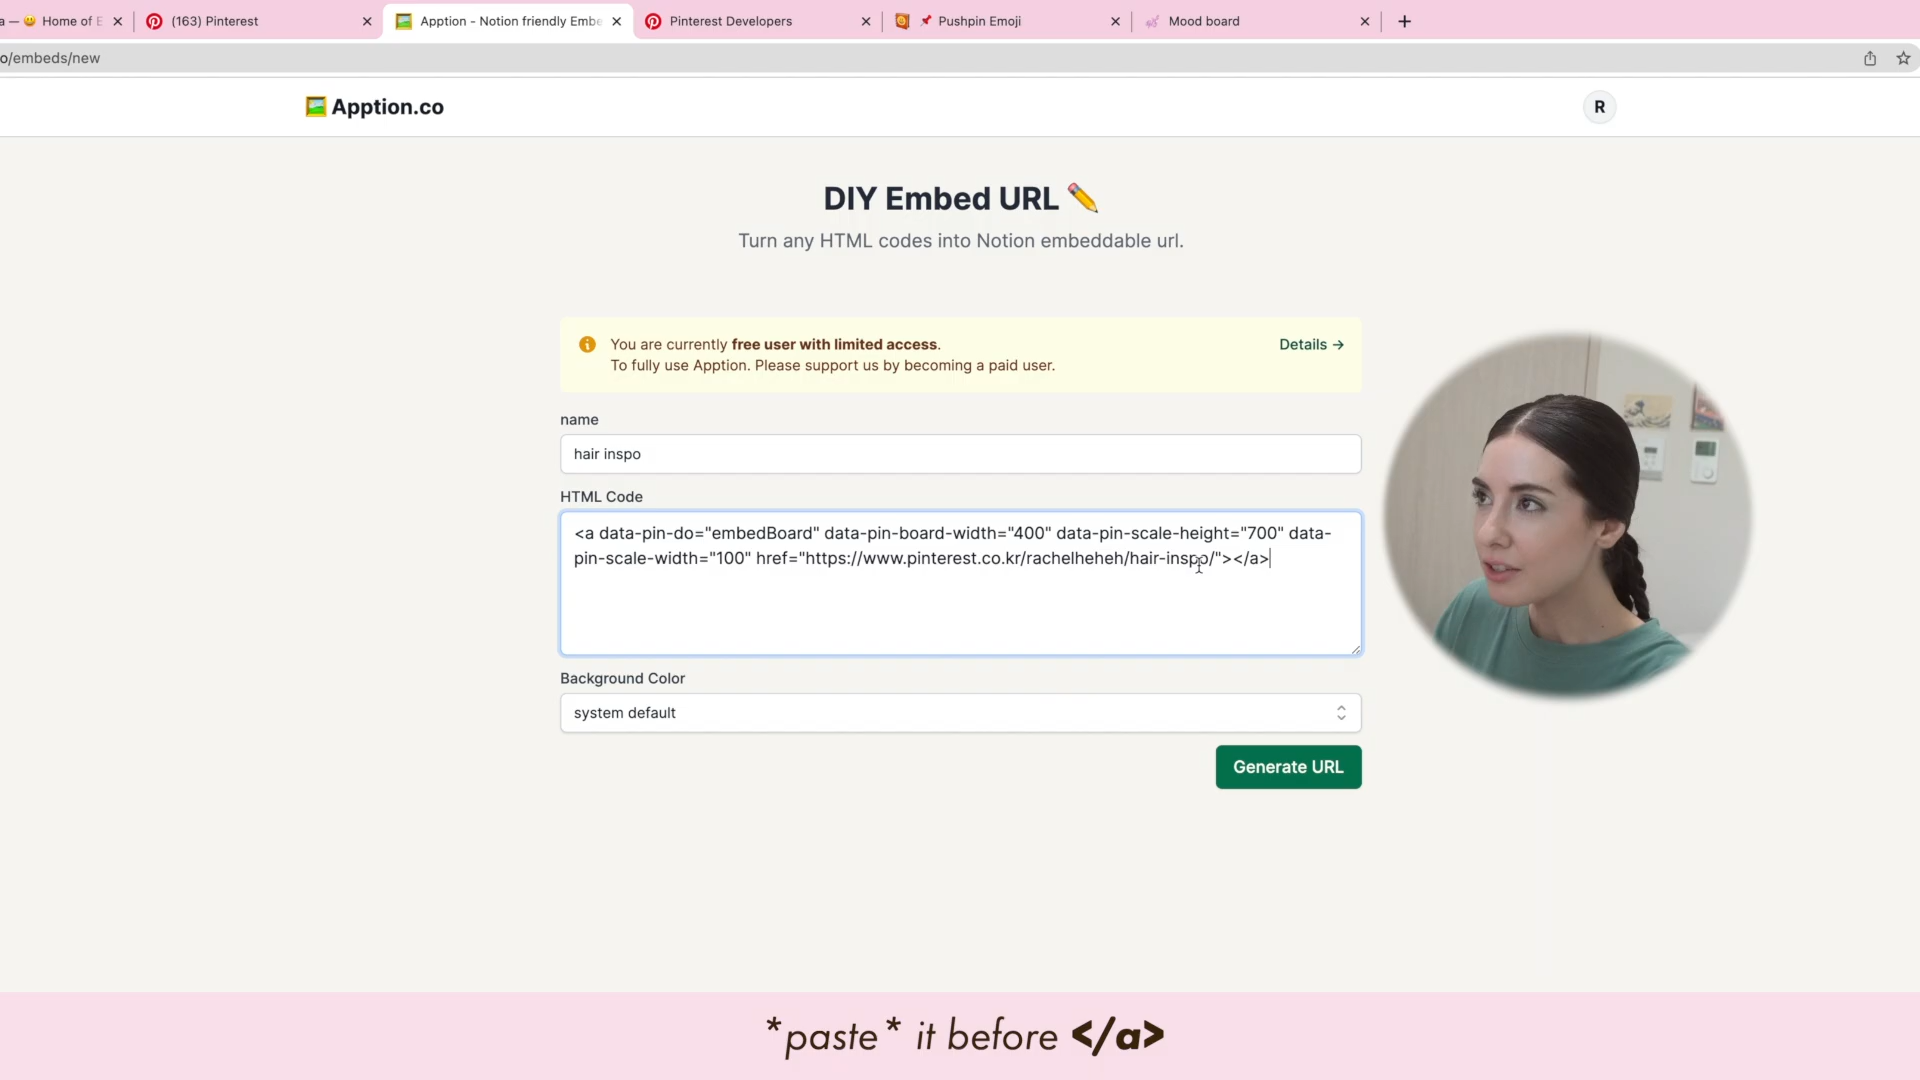 a — 😀 Home of E
(163) Pinterest
Apption - Notion friendly Embe
Pinterest Developers
📌 Pushpin Emoji
Mood board
o/embeds/new
Apption.co
R
DIY Embed URL ✏️
Turn any HTML codes into Notion embeddable url.
You are currently free user with limited access.
Details →
To fully use Apption. Please support us by becoming a paid user.
name
hair inspo
HTML Code
<a data-pin-do="embedBoard" data-pin-board-width="400" data-pin-scale-height="700" data-
pin-scale-width="100" href="https://www.pinterest.co.kr/rachelheheh/hair-inspo/"></a>
Background Color
system default
Generate URL
*paste* it before </a>